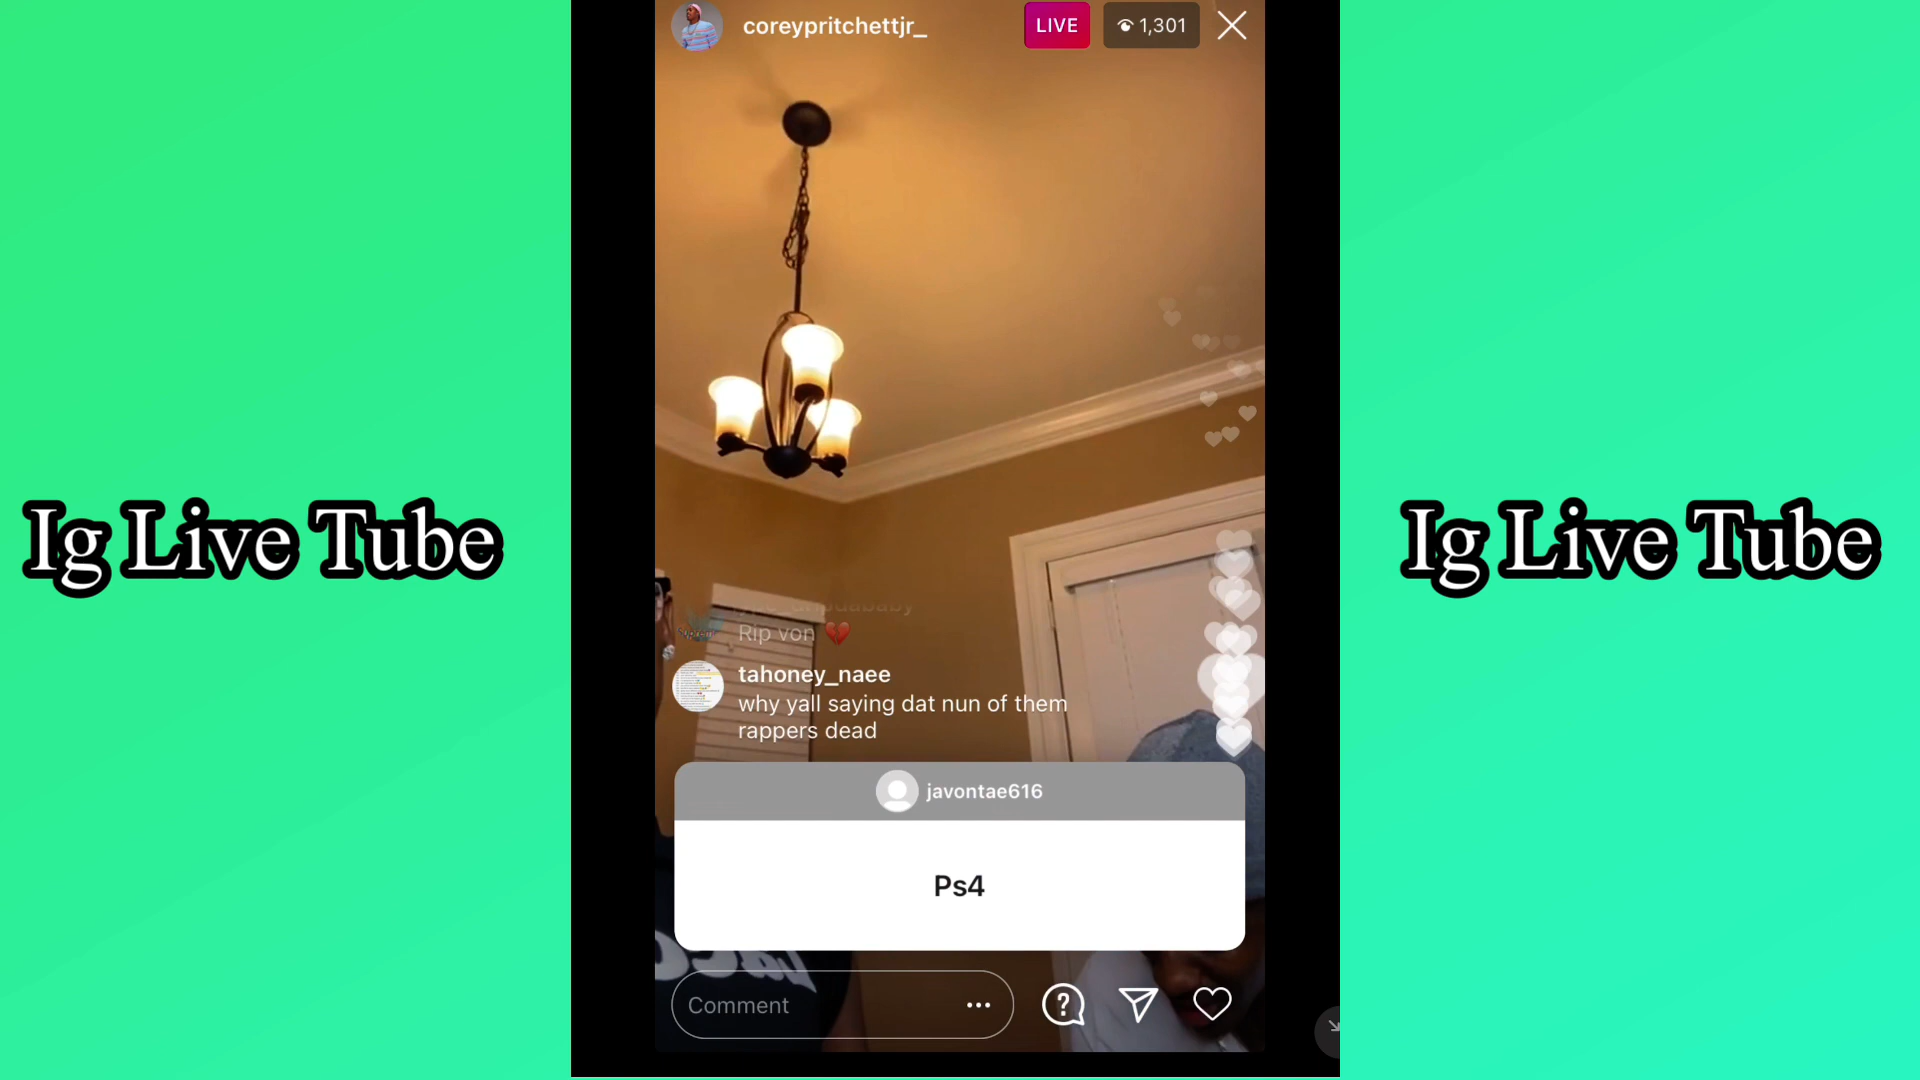 coreypritchettjr_
LIVE
1,301
Ig Live Tube
Ig Live Tube
Rip von 💔
tahoney_naee
why yall saying dat nun of them
rappers dead
javontae616
Ps4
Comment